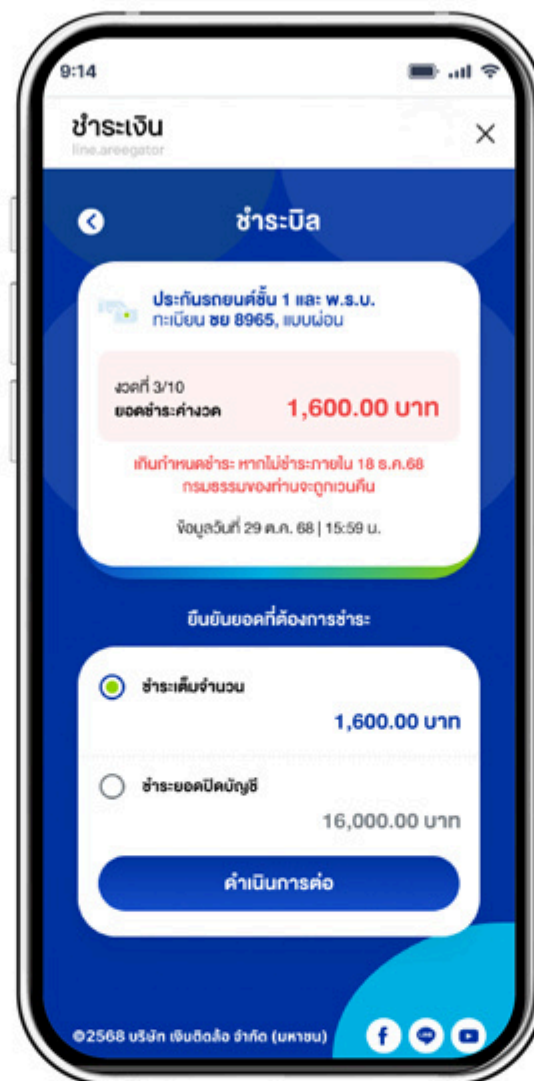 9:14
ชำระเงิน
line.areegator
ชำระบิล
ประกันรถยนต์ชั้น 1 และ พ.ร.บ.
ทะเบียน ชย 8965, แบบผ่อน
งวดที่ 3/10
ยอดชำระค่างวด 1,600.00 บาท
เกินกำหนดชำระ หากไม่ชำระภายใน 18 ธ.ค.68
กรมธรรมของท่านจะถูกเวนคืน
ข้อมูลวันที่ 29 ต.ค. 68 | 15:59 น.
ยืนยันยอดที่ต้องการชำระ
ชำระเต็มจำนวน
1,600.00 บาท
ชำระยอดปิดบัญชี
16,000.00 บาท
ดำเนินการต่อ
©2568 บริษัท เงินติดล้อ จำกัด (มหาชน)